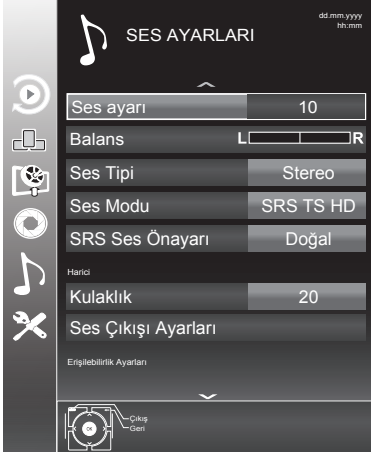 SES AYARLARI
dd.mm.yyyy
hh:mm
Ses ayarı 10
Balans L R
Ses Tipi Stereo
Ses Modu SRS TS HD
SRS Ses Önayarı Doğal
Harici
Kulaklık 20
Ses Çıkışı Ayarları
Erişilebilirlik Ayarları
OK
Çıkış
Geri